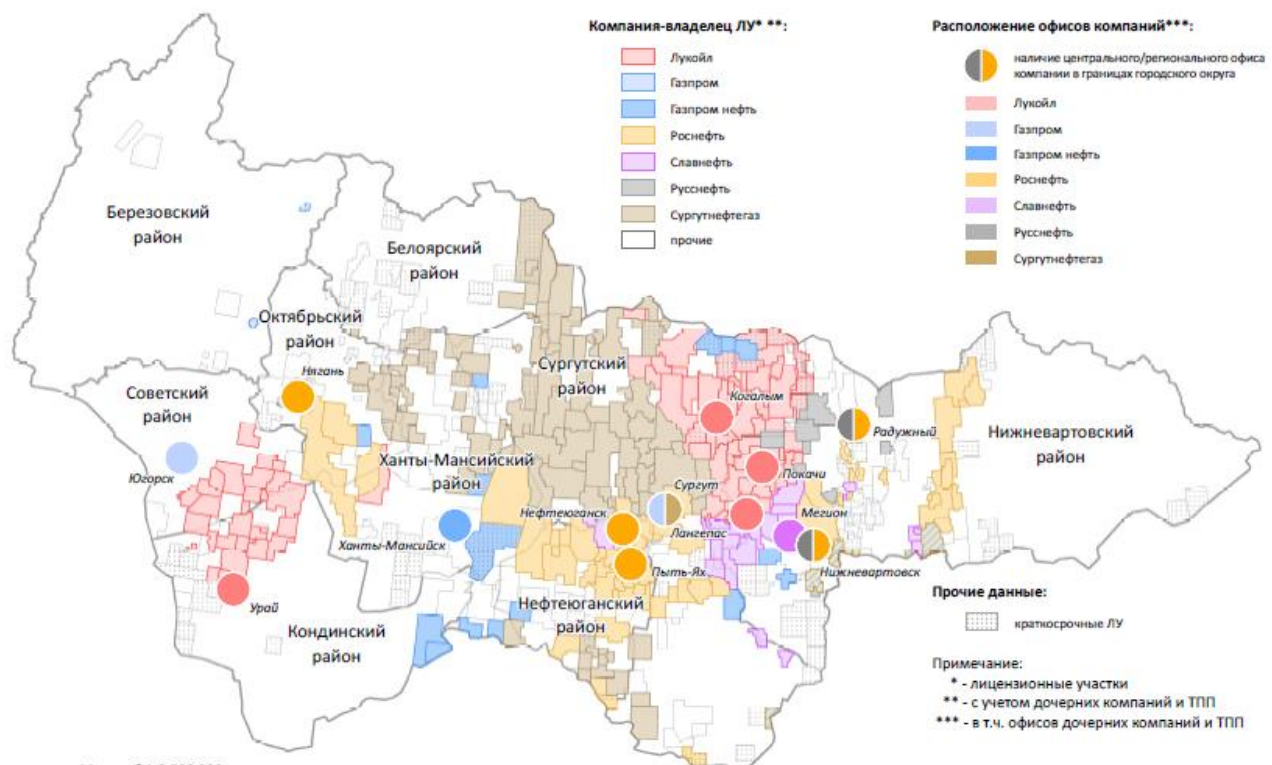 Компания-владелец ЛУ* **:
Лукойл
Газпром
Газпром нефть
Роснефть
Славнефть
Русснефть
Сургутнефтегаз
прочие
Расположение офисов компаний***:
наличие центрального/регионального офиса
компании в границах городского округа
Лукойл
Газпром
Газпром нефть
Роснефть
Славнефть
Русснефть
Сургутнефтегаз
Березовский
район
Белоярский
район
Октябрьский
район
Нягань
Советский
район
Югорск
Сургутский
район
Когалым
Радужный
Нижневартовский
район
Ханты-Мансийский
район
Покачи
Сургут
Нефтеюганск
Мегион
Лангепас
Ханты-Мансийск
Пыть-Ях
Нижневартовск
Урай
Нефтеюганский
район
Кондинский
район
Прочие данные:
краткосрочные ЛУ
Примечание:
* - лицензионные участки
** - с учетом дочерних компаний и ТПП
*** - в т.ч. офисов дочерних компаний и ТПП